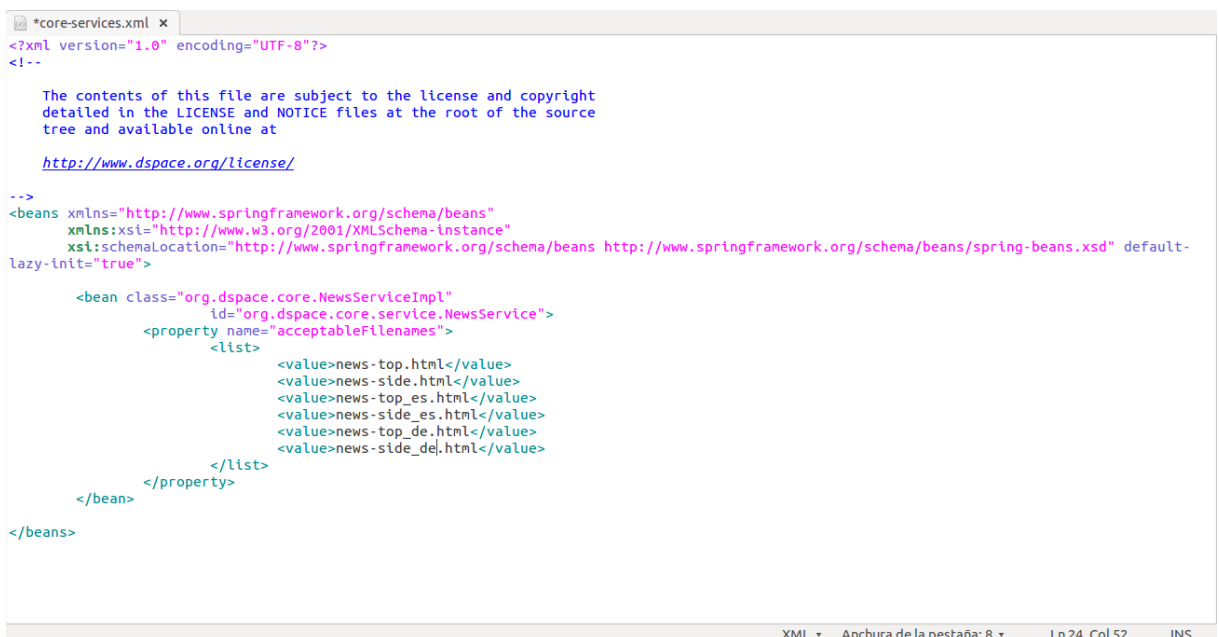 *core-services.xml ×
<?xml version="1.0" encoding="UTF-8"?>
<!--
The contents of this file are subject to the license and copyright
detailed in the LICENSE and NOTICE files at the root of the source
tree and available online at
http://www.dspace.org/license/
-->
<beans xmlns="http://www.springframework.org/schema/beans"
xmlns:xsi="http://www.w3.org/2001/XMLSchema-instance"
xsi:schemaLocation="http://www.springframework.org/schema/beans http://www.springframework.org/schema/beans/spring-beans.xsd" default-
lazy-init="true">
<bean class="org.dspace.core.NewsServiceImpl"
id="org.dspace.core.service.NewsService">
<property name="acceptableFilenames">
<list>
<value>news-top.html</value>
<value>news-side.html</value>
<value>news-top_es.html</value>
<value>news-side_es.html</value>
<value>news-top_de.html</value>
<value>news-side_de.html</value>
</list>
</property>
</bean>
</beans>
XML Anchura de la pestaña: 8 Ln 24, Col 52 INS